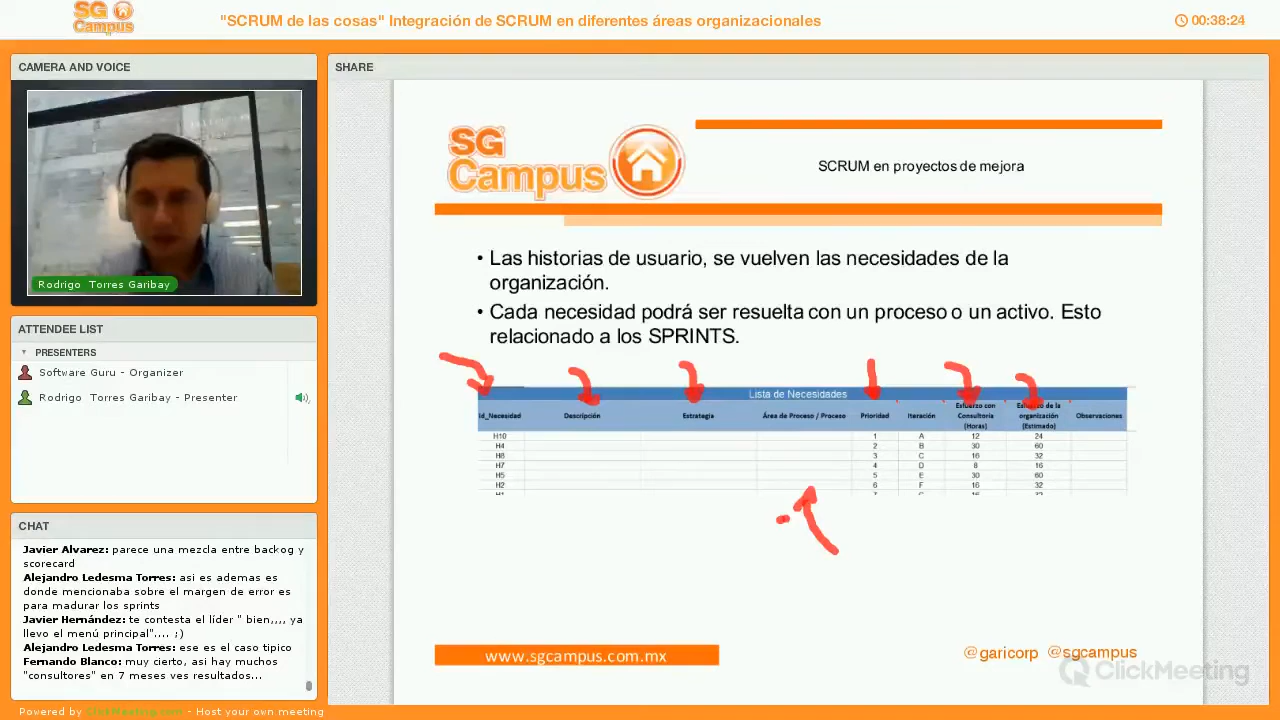 SG Campus
"SCRUM de las cosas" Integración de SCRUM en diferentes áreas organizacionales
00:38:24
CAMERA AND VOICE
Rodrigo Torres Garibay
ATTENDEE LIST
PRESENTERS
Software Guru - Organizer
Rodrigo Torres Garibay - Presenter
CHAT
Javier Alvarez: parece una mezcla entre backog y
scorecard
Alejandro Ledesma Torres: asi es ademas es
donde mencionaba sobre el margen de error es
para madurar los sprints
Javier Hernández: te contesta el líder " bien,,,, ya
llevo el menú principal".... ;)
Alejandro Ledesma Torres: ese es el caso tipico
Fernando Blanco: muy cierto, asi hay muchos
"consultores" en 7 meses ves resultados...
Powered by ClickMeeting.com - Host your own meeting
SHARE
SG
Campus
SCRUM en proyectos de mejora
• Las historias de usuario, se vuelven las necesidades de la
organización.
• Cada necesidad podrá ser resuelta con un proceso o un activo. Esto
relacionado a los SPRINTS.
Lista de Necesidades
Id_Necesidad Descripción Estrategia Área de Proceso / Proceso Prioridad Iteración Esfuerzo con Consultoria (Horas) Esfuerzo de la organización (Estimado) Observaciones
H10 1 A 12 24
H4 2 B 30 60
H8 3 C 16 32
H7 4 D 8 16
H5 5 E 30 60
H2 6 F 16 32
www.sgcampus.com.mx
@garicorp @sgcampus
ClickMeeting